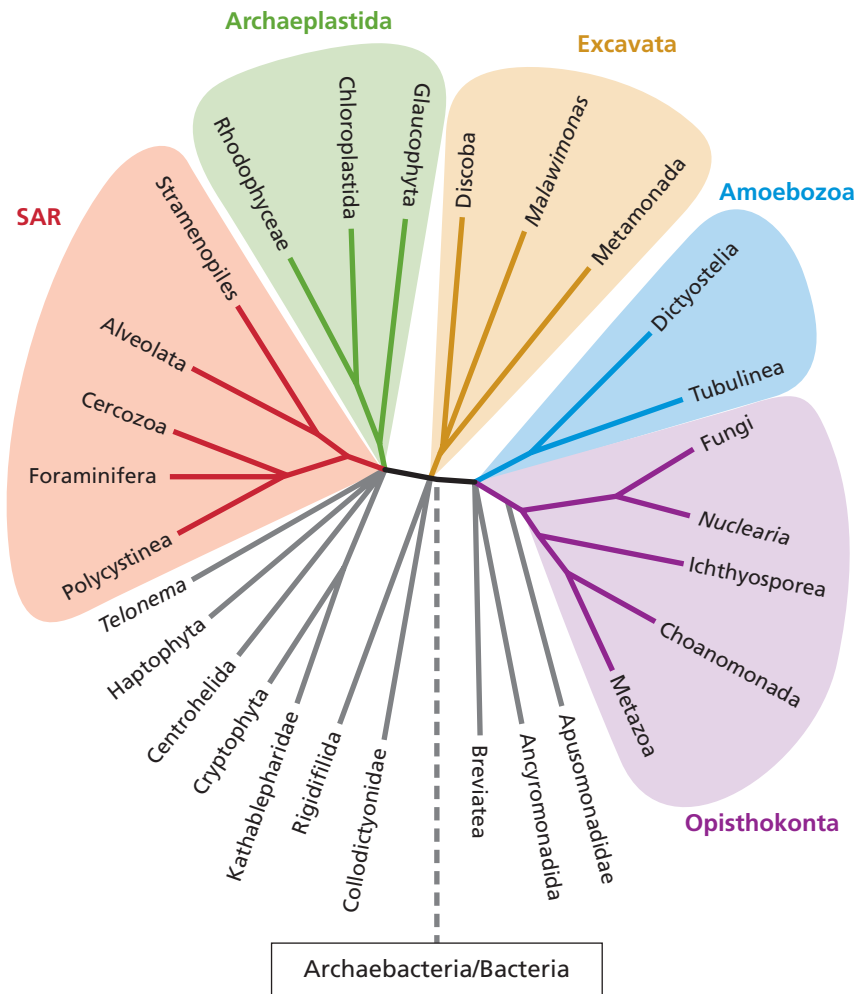 Archaeplastida
Excavata
Amoebozoa
SAR
Opisthokonta
Rhodophyceae
Chloroplastida
Glaucophyta
Discoba
Malawimonas
Metamonada
Dictyostelia
Tubulinea
Stramenopiles
Alveolata
Cercozoa
Foraminifera
Polycystinea
Fungi
Nuclearia
Ichthyosporea
Choanomonada
Metazoa
Telonema
Haptophyta
Centrohelida
Cryptophyta
Kathablepharidae
Rigidifilida
Collodictyonidae
Breviatea
Ancyromonadida
Apusomonadidae
Archaebacteria/Bacteria